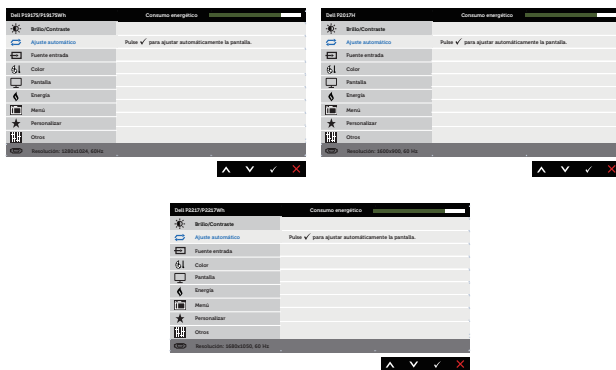 Dell P1917S/P1917SWh Consumo energético
Brillo/Contraste
Ajuste automático Pulse ✓ para ajustar automáticamente la pantalla.
Fuente entrada
Color
Pantalla
Energía
Menú
Personalizar
Otros
Resolución: 1280x1024, 60Hz
Dell P2017H Consumo energético
Brillo/Contraste
Ajuste automático Pulse ✓ para ajustar automáticamente la pantalla.
Fuente entrada
Color
Pantalla
Energía
Menú
Personalizar
Otros
Resolución: 1600x900, 60 Hz
Dell P2217/P2217Wh Consumo energético
Brillo/Contraste
Ajuste automático Pulse ✓ para ajustar automáticamente la pantalla.
Fuente entrada
Color
Pantalla
Energía
Menú
Personalizar
Otros
Resolución: 1680x1050, 60 Hz